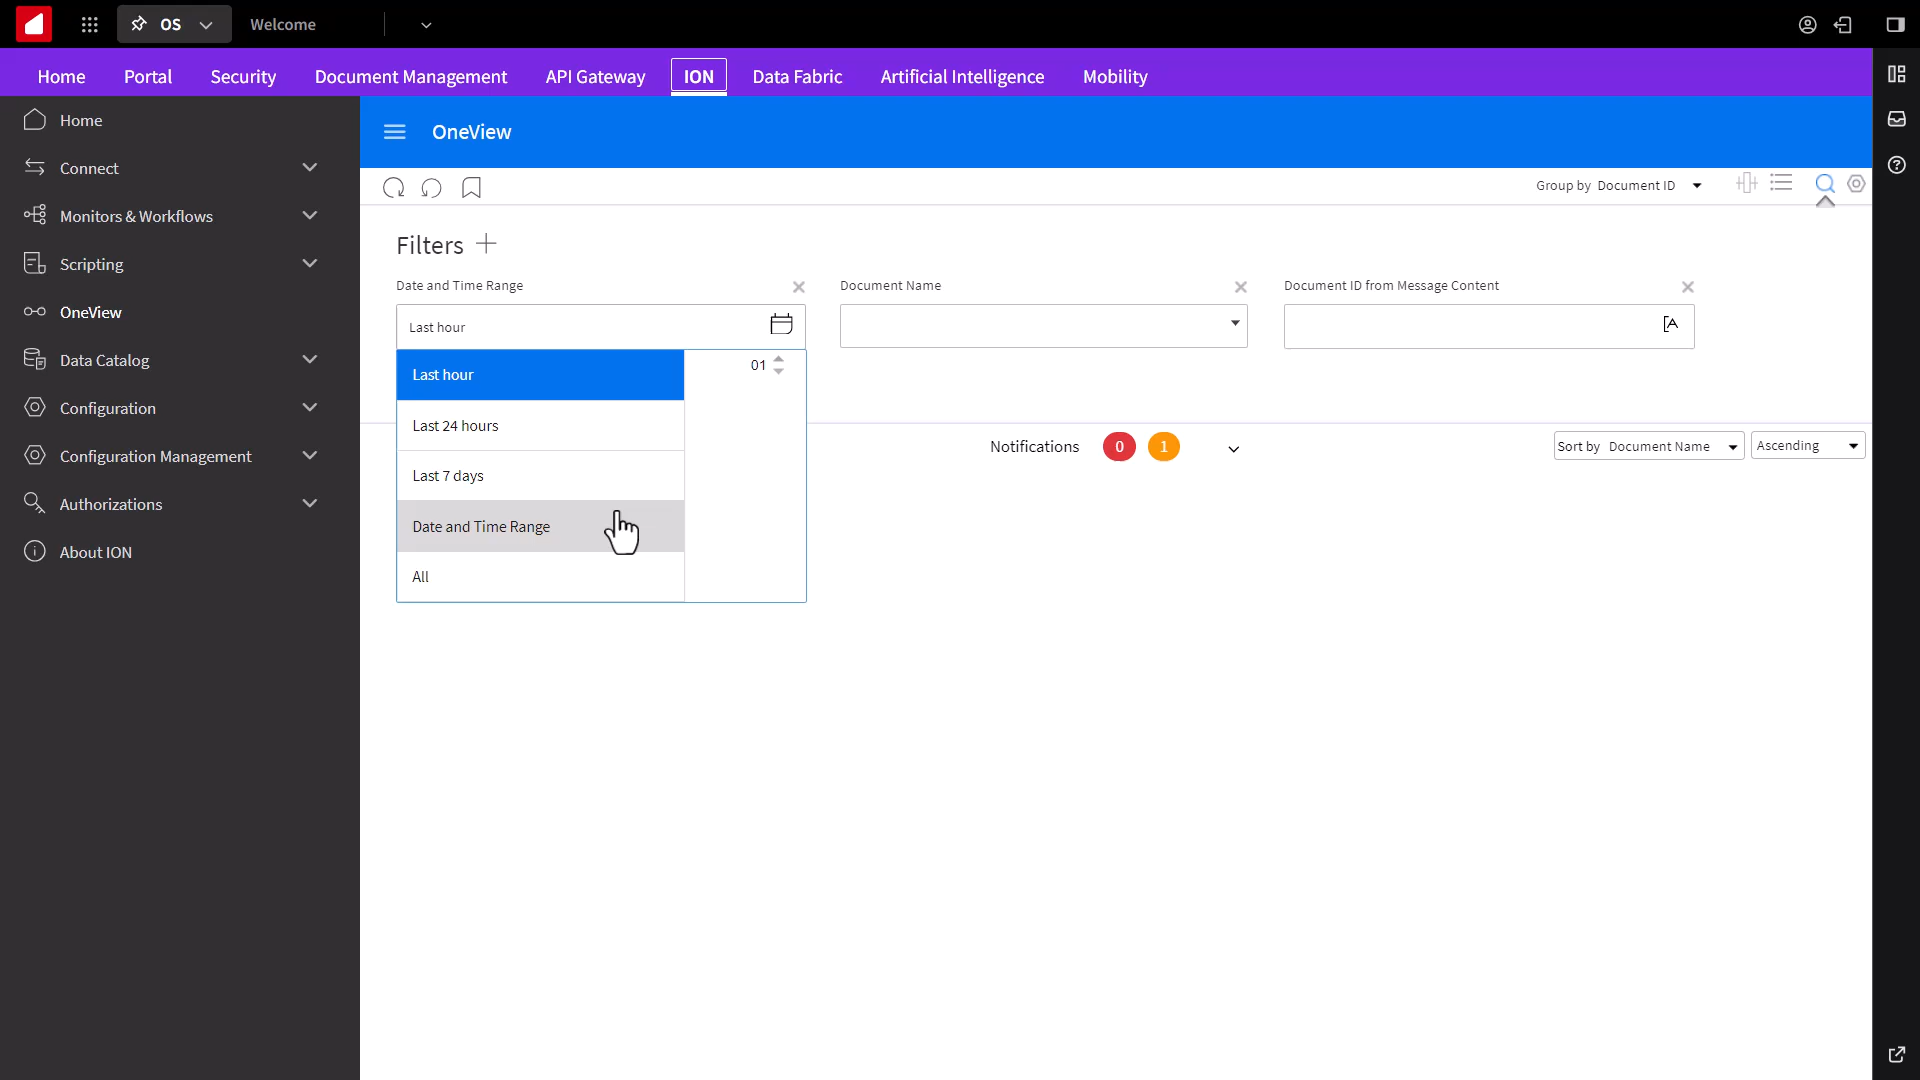 OS
Welcome
Home
Portal
Security
Document Management
API Gateway
ION
Data Fabric
Artificial Intelligence
Mobility
Home
Connect
Monitors & Workflows
Scripting
OneView
Data Catalog
Configuration
Configuration Management
Authorizations
About ION
OneView
Group by Document ID
Filters
Date and Time Range
Document Name
Document ID from Message Content
Last hour
Last hour
01
Last 24 hours
Last 7 days
Date and Time Range
All
Notifications 0 1
Sort by Document Name
Ascending